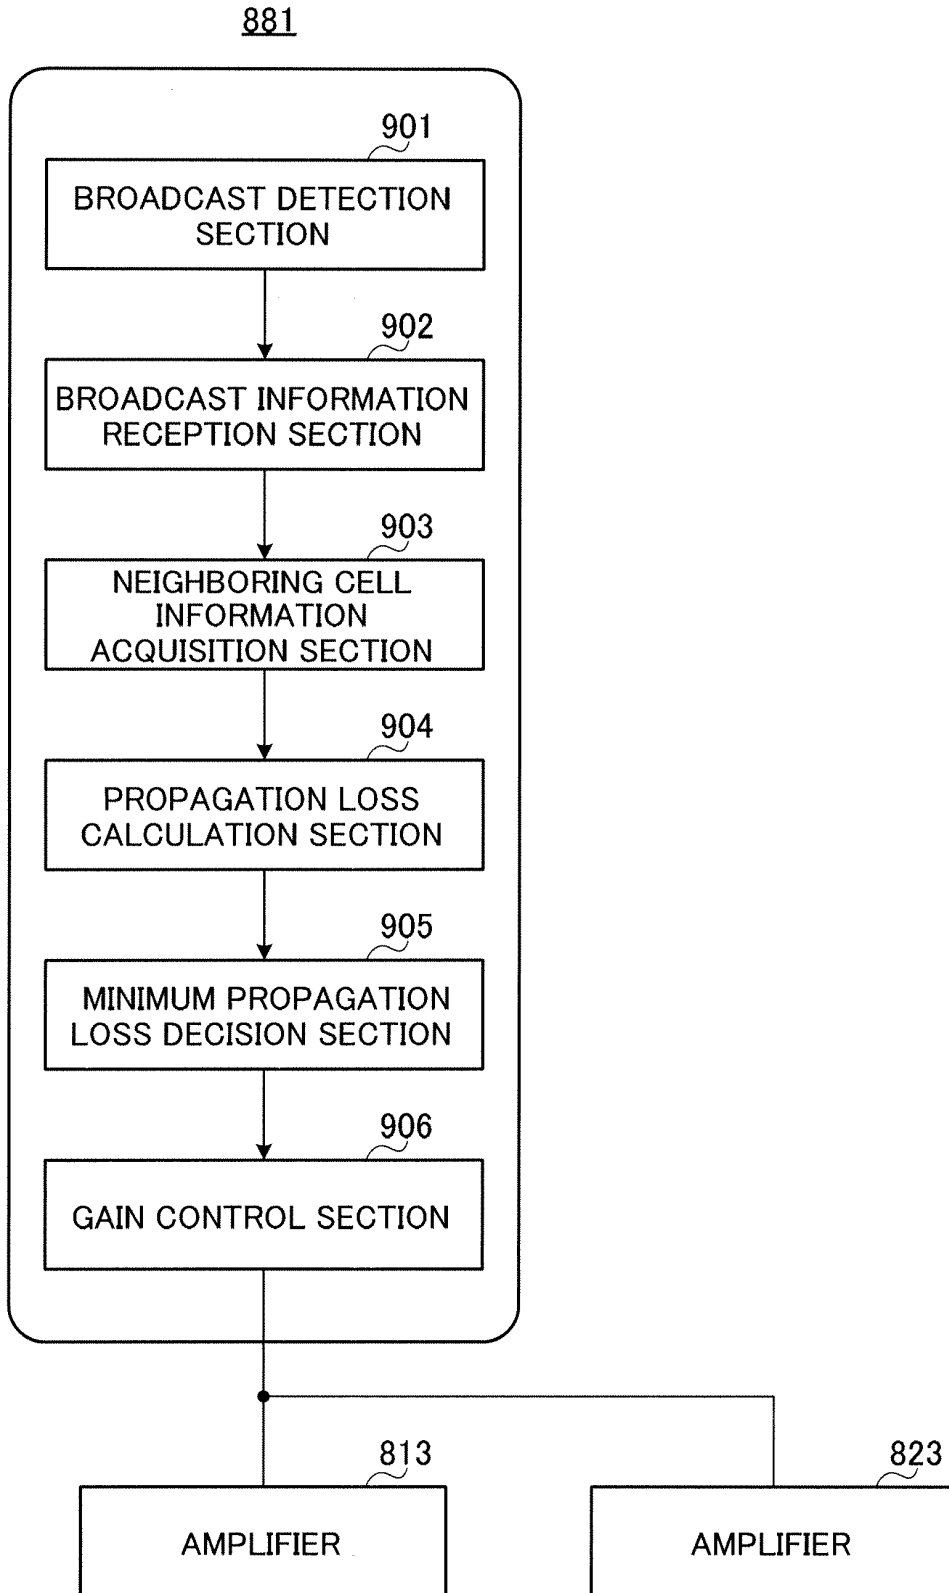 881
901
BROADCAST DETECTION
SECTION
902
BROADCAST INFORMATION
RECEPTION SECTION
903
NEIGHBORING CELL
INFORMATION
ACQUISITION SECTION
904
PROPAGATION LOSS
CALCULATION SECTION
905
MINIMUM PROPAGATION
LOSS DECISION SECTION
906
GAIN CONTROL SECTION
813
AMPLIFIER
823
AMPLIFIER